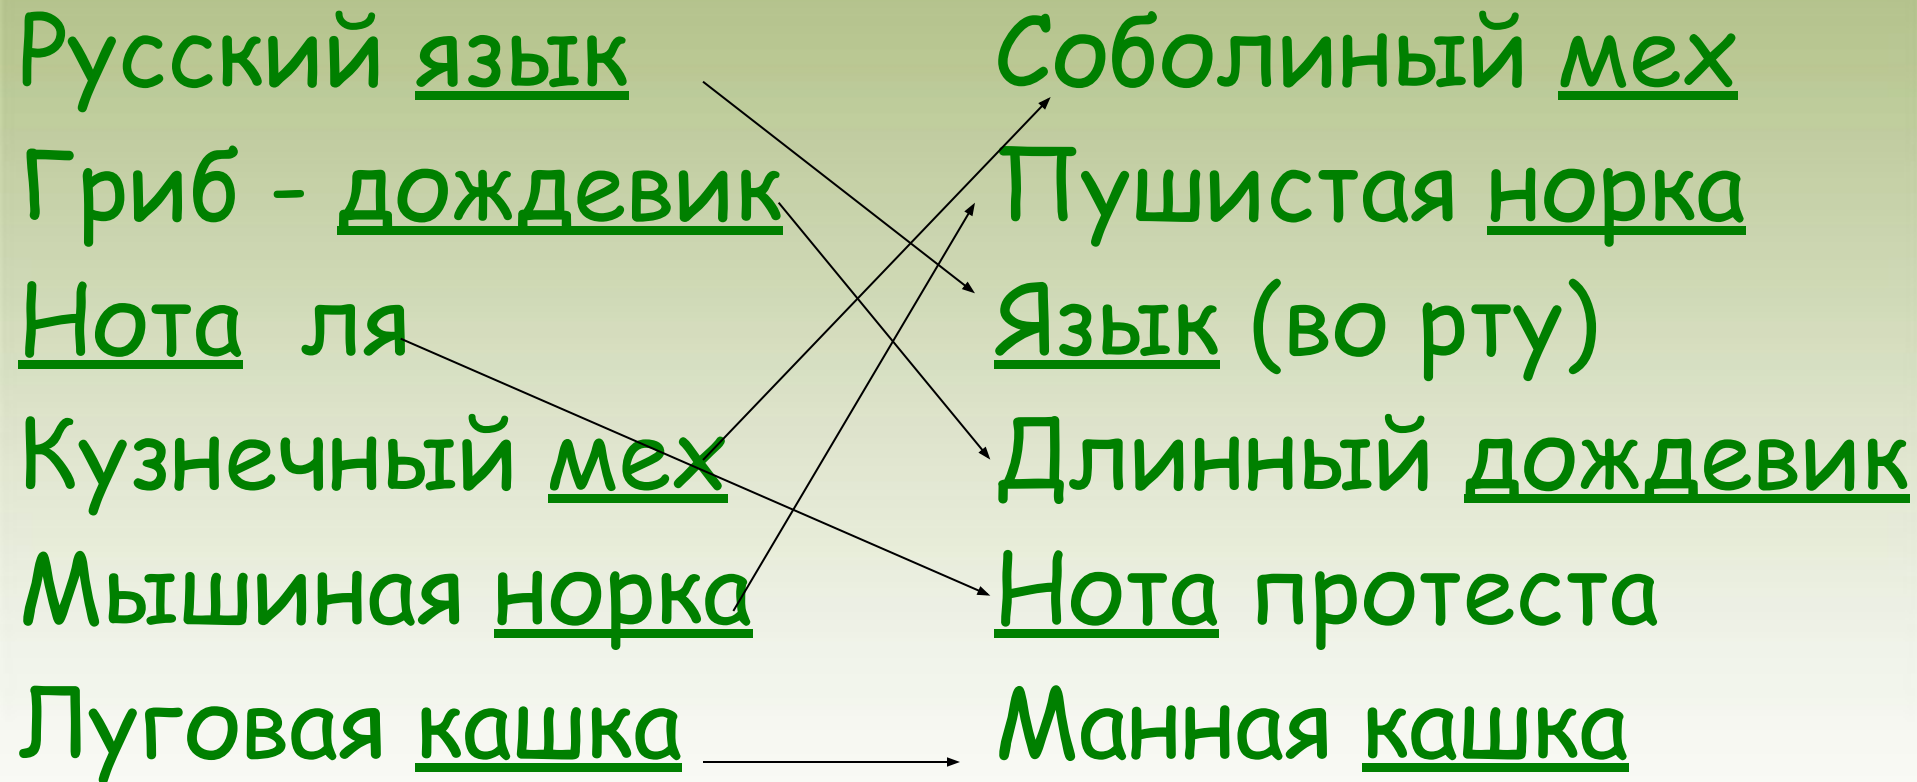 Русский язык
Гриб - дождевик
Нота ля
Кузнечный мех
Мышиная норка
Луговая кашка
Соболиный мех
Пушистая норка
Язык (во рту)
Длинный дождевик
Нота протеста
Манная кашка